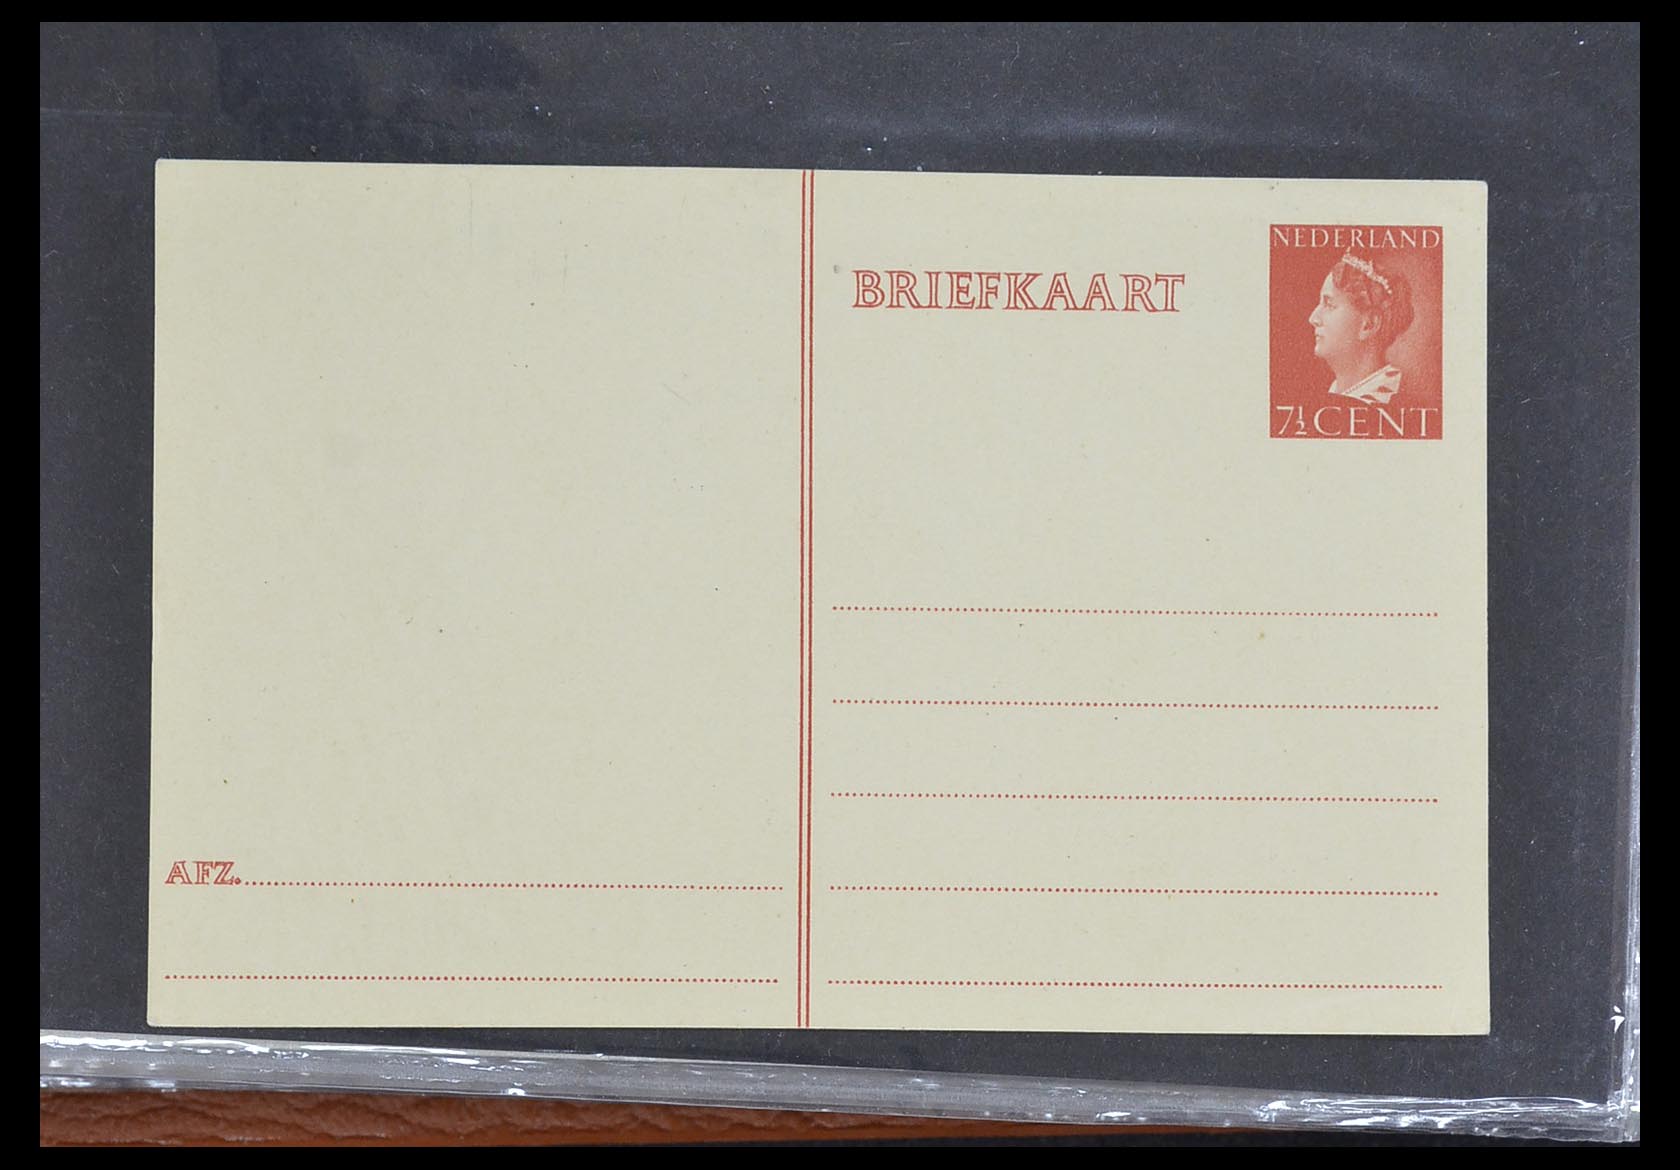 BRIEFKAART
NEDERLAND
7½ CENT
AFZ.